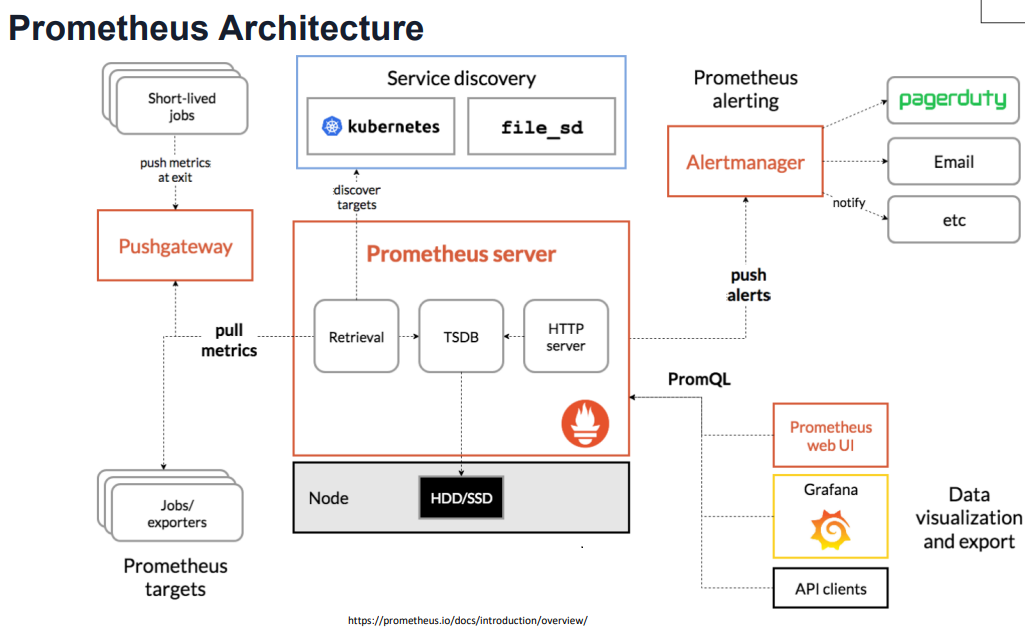 Prometheus Architecture
Short-lived
jobs
push metrics
at exit
Pushgateway
pull
metrics
Jobs/
exporters
Prometheus
targets
Service discovery
kubernetes
file_sd
discover
targets
Prometheus server
Retrieval
TSDB
HTTP
server
Node
HDD/SSD
Prometheus
alerting
Alertmanager
pagerduty
Email
notify
etc
push
alerts
PromQL
Prometheus
web UI
Grafana
API clients
Data
visualization
and export
https://prometheus.io/docs/introduction/overview/